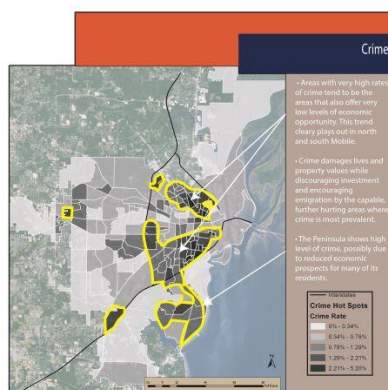 Crime
• Areas with very high rates
of crime tend to be the
areas that also offer very
low levels of economic
opportunity. This trend
cleary plays out in north
and south Mobile.
• Crime damages lives and
property values while
discouraging investment
and encouraging
emigration by the capable,
further hurting areas where
crime is most prevalent.
• The Peninsula shows high
level of crime, possibly due
to reduced economic
prospects for many of its
residents.
Interstates
Crime Hot Spots
Crime Rate
0% - 0.34%
0.34% - 0.78%
0.78% - 1.29%
1.29% - 2.21%
2.21% - 5.28%
N